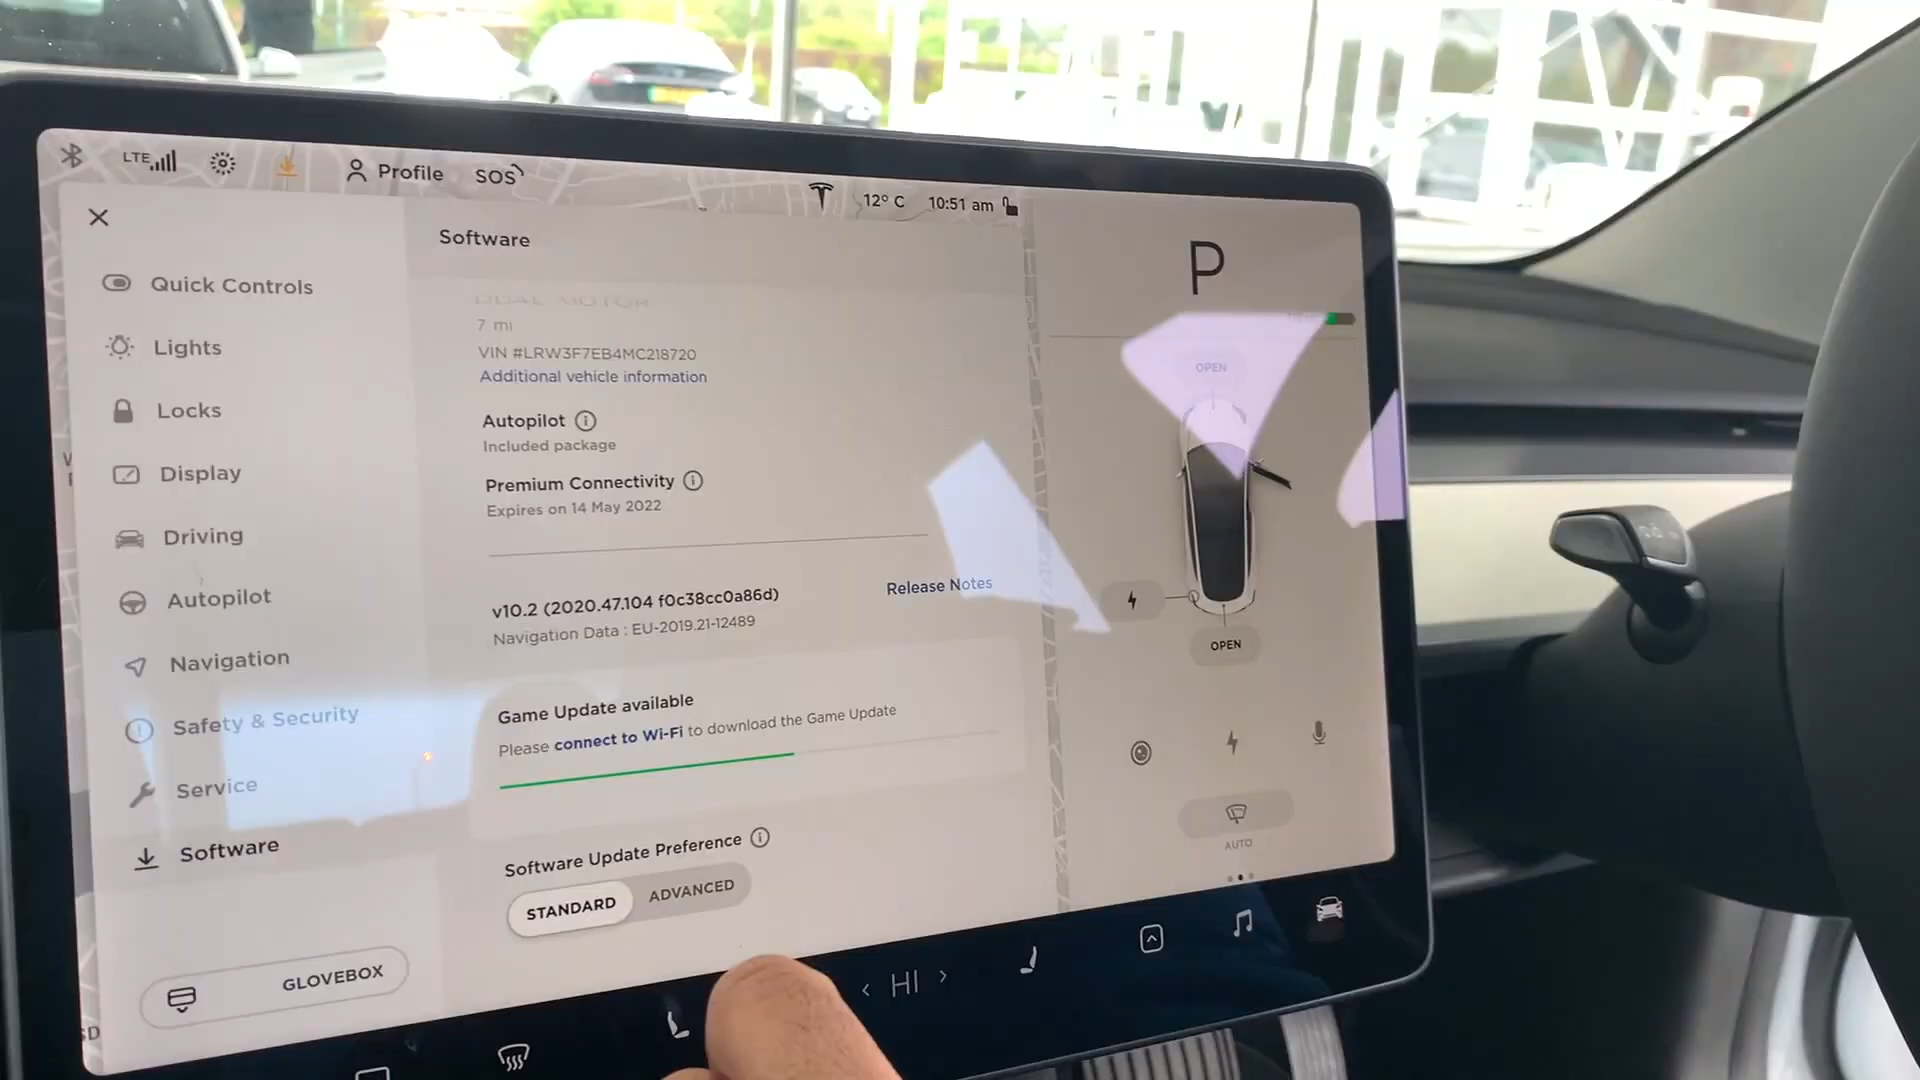 LTE
Profile
SOS
12° C
10:51 am
Software
Quick Controls
Lights
Locks
Display
Driving
Autopilot
Navigation
Safety & Security
Service
Software
GLOVEBOX
DUAL MOTOR
7 mi
VIN #LRW3F7EB4MC218720
Additional vehicle information
Autopilot
Included package
Premium Connectivity
Expires on 14 May 2022
v10.2 (2020.47.104 f0c38cc0a86d)
Release Notes
Navigation Data : EU-2019.21-12489
Game Update available
Please connect to Wi-Fi to download the Game Update
Software Update Preference
STANDARD
ADVANCED
P
OPEN
OPEN
AUTO
< HI >